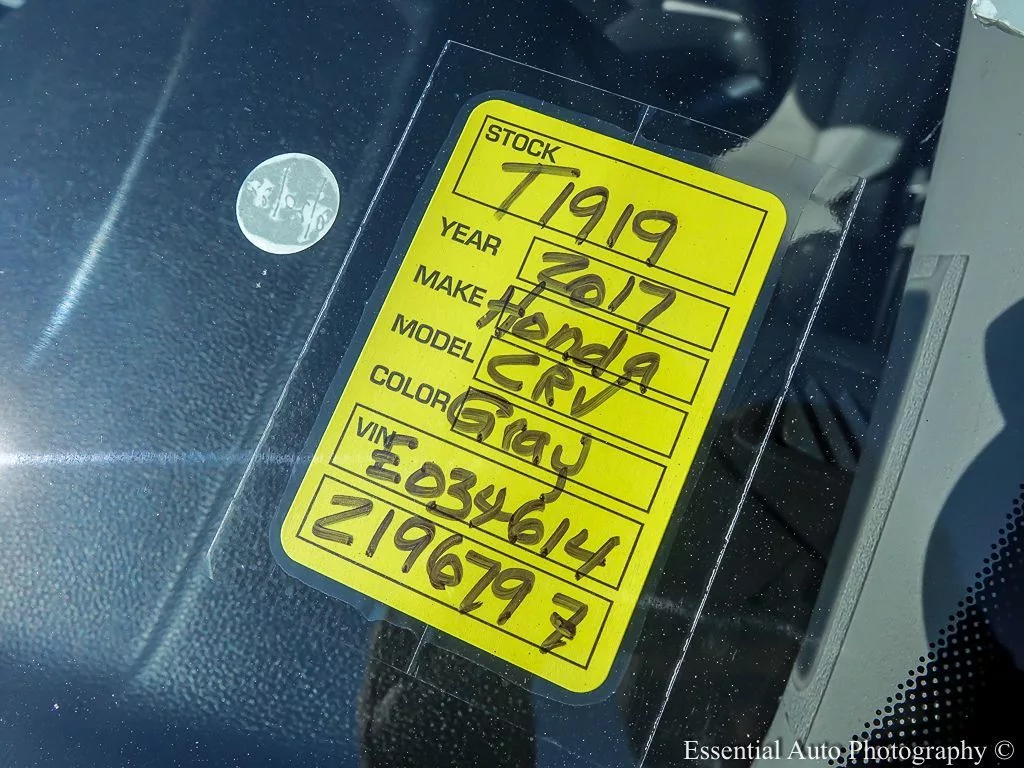 STOCK
T1919
YEAR 2017
MAKE Honda
MODEL CRV
COLOR Gray
VIN
E034614
Z196797
Essential Auto Photography ©